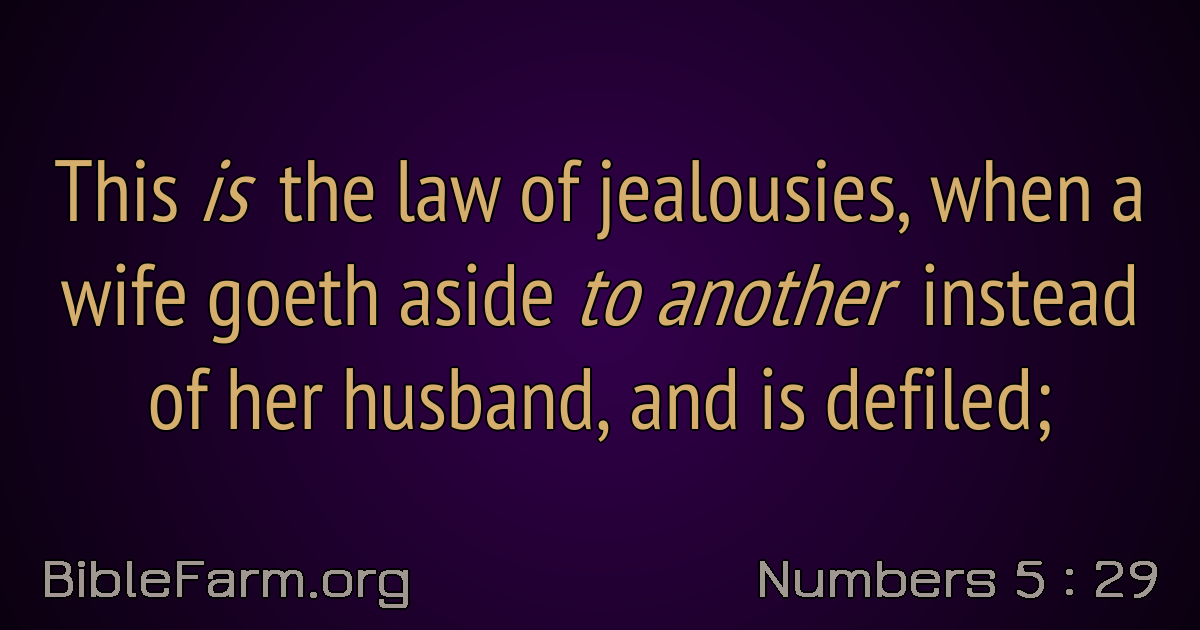 This is the law of jealousies, when a
wife goeth aside to another instead
of her husband, and is defiled;
BibleFarm.org
Numbers 5 : 29